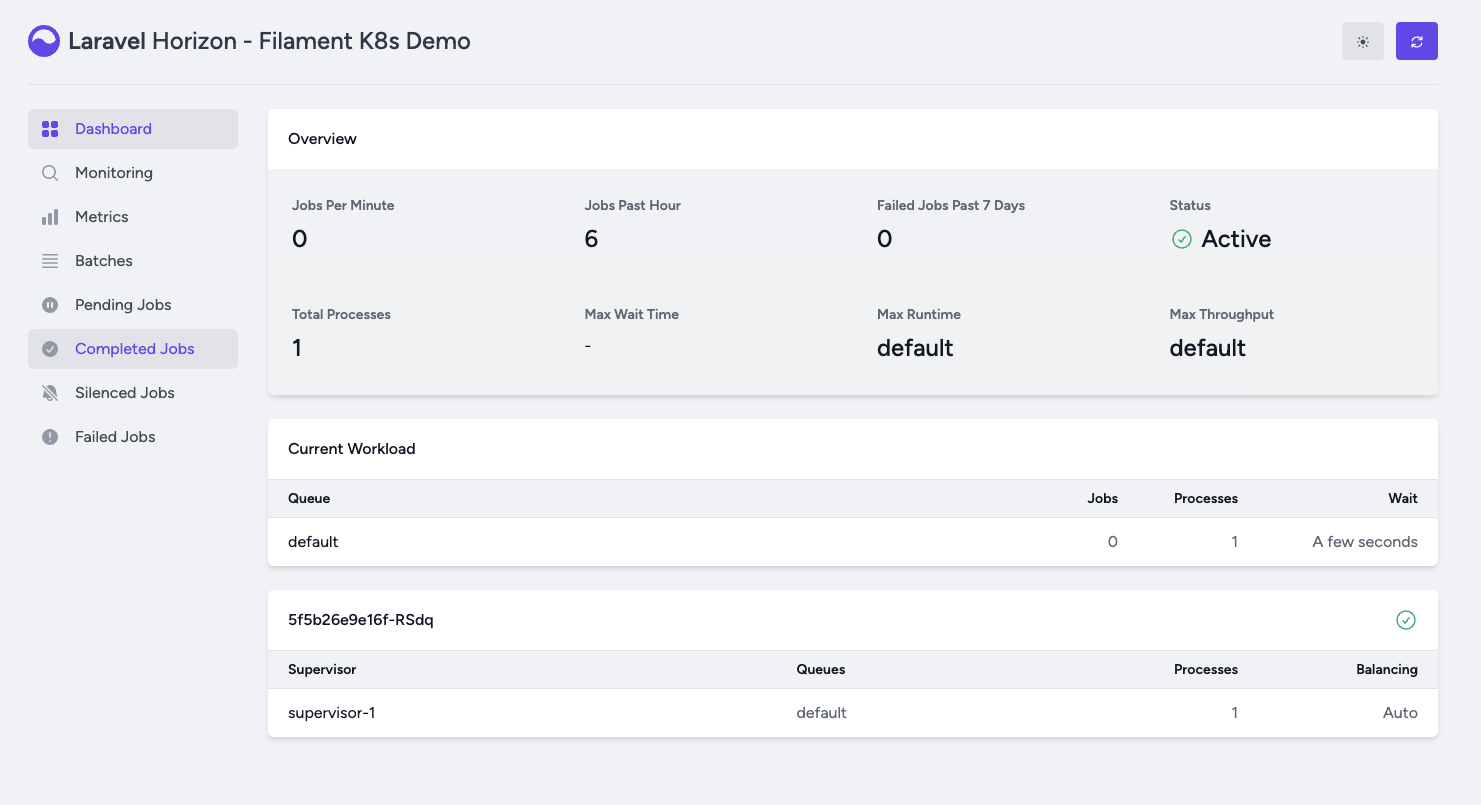 Laravel Horizon - Filament K8s Demo
Dashboard
Monitoring
Metrics
Batches
Pending Jobs
Completed Jobs
Silenced Jobs
Failed Jobs
Overview
Jobs Per Minute
0
Jobs Past Hour
6
Failed Jobs Past 7 Days
0
Status
Active
Total Processes
1
Max Wait Time
-
Max Runtime
default
Max Throughput
default
Current Workload
Queue Jobs Processes Wait
default 0 1 A few seconds
5f5b26e9e16f-RSdq
Supervisor Queues Processes Balancing
supervisor-1 default 1 Auto